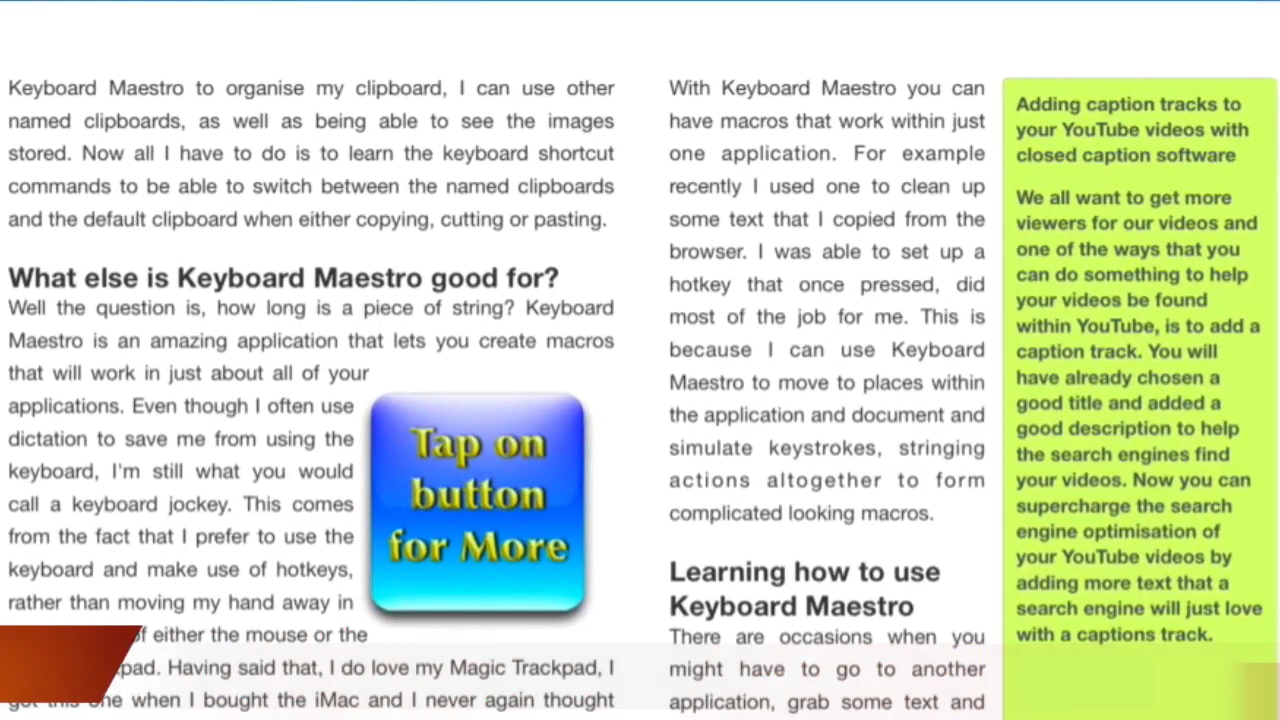 Keyboard Maestro to organise my clipboard, I can use other
named clipboards, as well as being able to see the images
stored. Now all I have to do is to learn the keyboard shortcut
commands to be able to switch between the named clipboards
and the default clipboard when either copying, cutting or pasting.
What else is Keyboard Maestro good for?
Well the question is, how long is a piece of string? Keyboard
Maestro is an amazing application that lets you create macros
that will work in just about all of your
applications. Even though I often use
dictation to save me from using the
keyboard, I'm still what you would
call a keyboard jockey. This comes
from the fact that I prefer to use the
keyboard and make use of hotkeys,
rather than moving my hand away in
either the mouse or the
Having said that, I do love my Magic Trackpad, I
when I bought the iMac and I never again thought
Tap on
button
for More
With Keyboard Maestro you can
have macros that work within just
one application. For example
recently I used one to clean up
some text that I copied from the
browser. I was able to set up a
hotkey that once pressed, did
most of the job for me. This is
because I can use Keyboard
Maestro to move to places within
the application and document and
simulate keystrokes, stringing
actions altogether to form
complicated looking macros.
Learning how to use
Keyboard Maestro
There are occasions when you
might have to go to another
application, grab some text and
Adding caption tracks to
your YouTube videos with
closed caption software
We all want to get more
viewers for our videos and
one of the ways that you
can do something to help
your videos be found
within YouTube, is to add a
caption track. You will
have already chosen a
good title and added a
good description to help
the search engines find
your videos. Now you can
supercharge the search
engine optimisation of
your YouTube videos by
adding more text that a
search engine will just love
with a captions track.